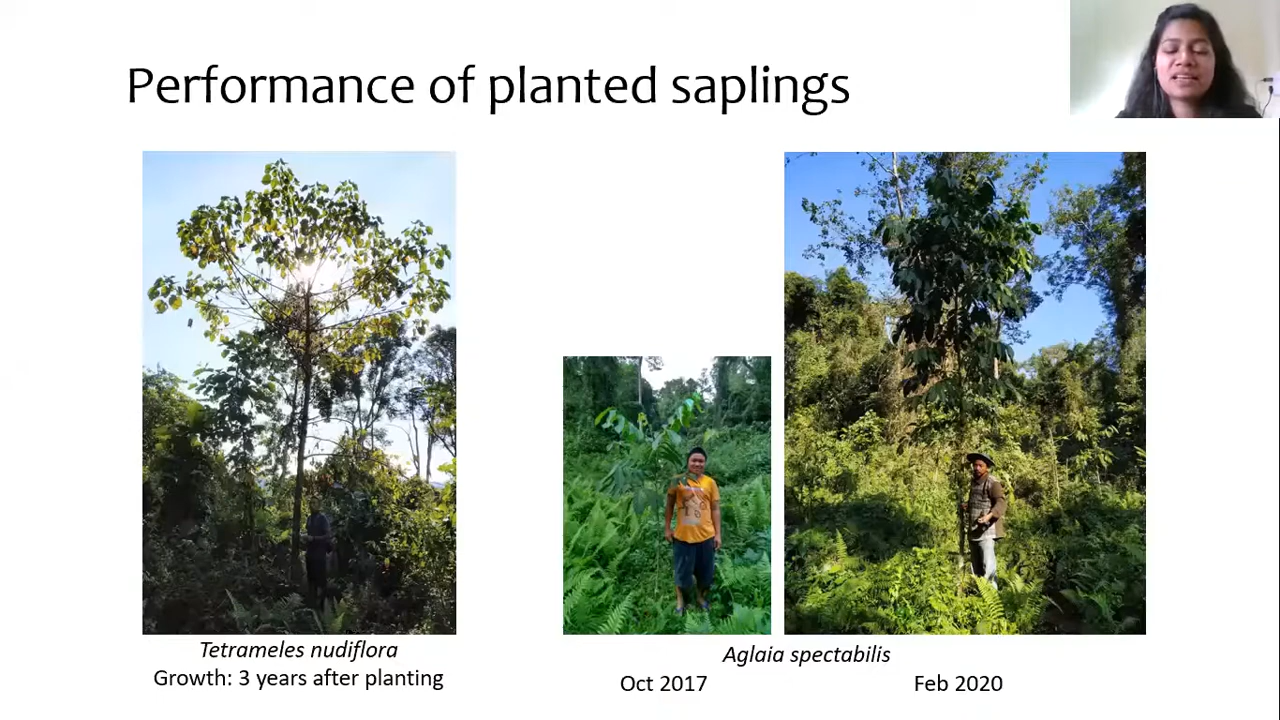 Performance of planted saplings
Tetrameles nudiflora
Growth: 3 years after planting
Aglaia spectabilis
Oct 2017
Feb 2020